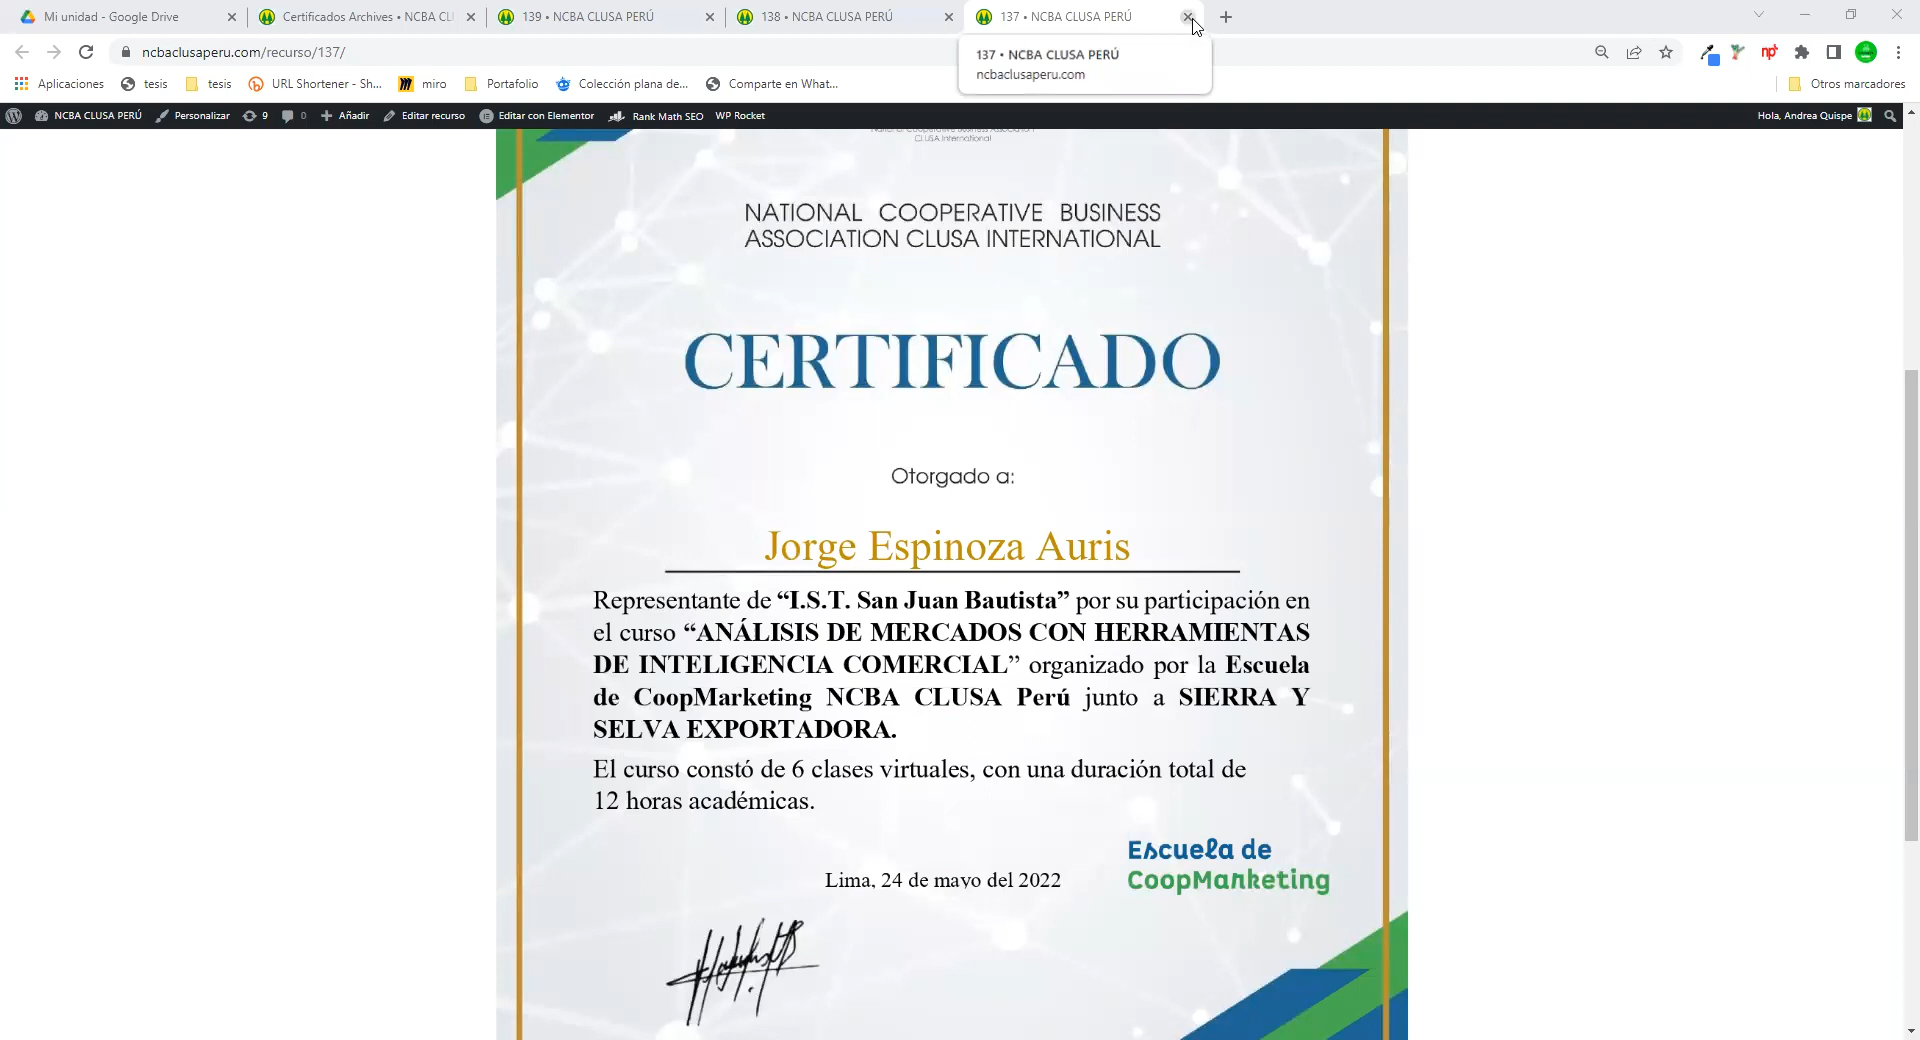 Mi unidad - Google Drive
Certificados Archives • NCBA CL
139 • NCBA CLUSA PERÚ
138 • NCBA CLUSA PERÚ
137 • NCBA CLUSA PERÚ
ncbaclusaperu.com/recurso/137/
137 • NCBA CLUSA PERÚ
ncbaclusaperu.com
Aplicaciones
tesis
tesis
URL Shortener - Sh...
miro
Portafolio
Colección plana de...
Comparte en What...
Otros marcadores
NCBA CLUSA PERÚ
Personalizar
9
0
Añadir
Editar recurso
Editar con Elementor
Rank Math SEO
WP Rocket
Hola, Andrea Quispe
National Cooperative Business Association
CLUSA International
NATIONAL COOPERATIVE BUSINESS
ASSOCIATION CLUSA INTERNATIONAL
CERTIFICADO
Otorgado a:
Jorge Espinoza Auris
Representante de “I.S.T. San Juan Bautista” por su participación en
el curso “ANÁLISIS DE MERCADOS CON HERRAMIENTAS
DE INTELIGENCIA COMERCIAL” organizado por la Escuela
de CoopMarketing NCBA CLUSA Perú junto a SIERRA Y
SELVA EXPORTADORA.
El curso constó de 6 clases virtuales, con una duración total de
12 horas académicas.
Escuela de
CoopMarketing
Lima, 24 de mayo del 2022